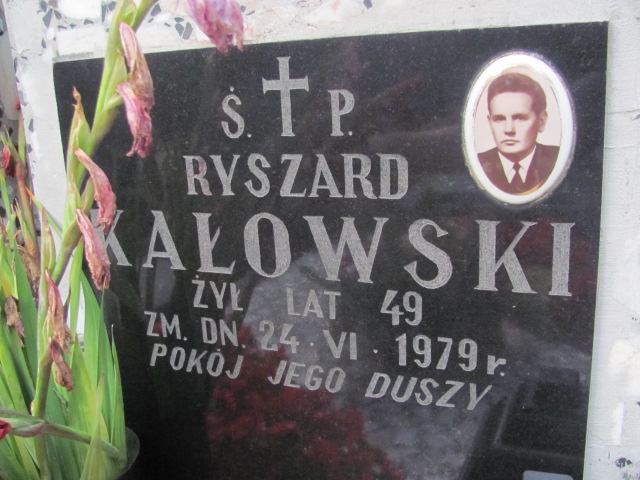 Ś. P.
RYSZARD
KAŁOWSKI
ŻYŁ LAT 49
ZM. DN. 24 · VI · 1979 r.
POKÓJ JEGO DUSZY